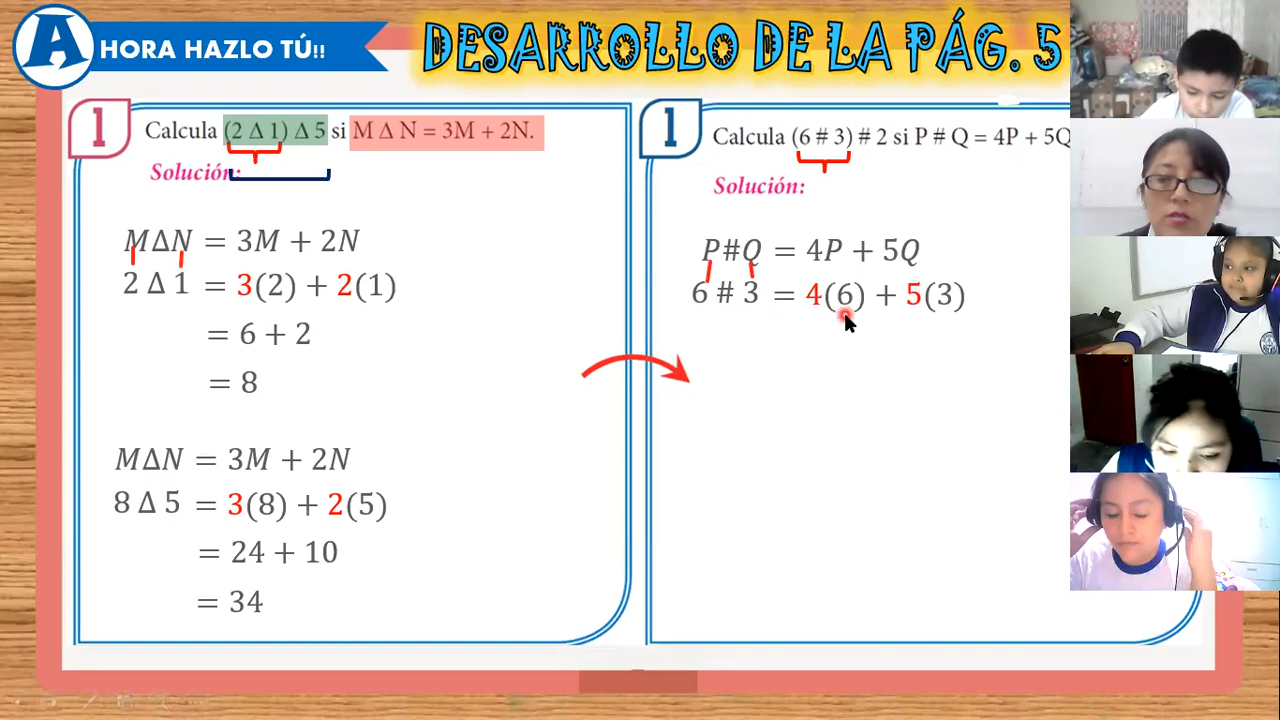 AHORA HAZLO TÚ!!
DESARROLLO DE LA PÁG. 5
1
Calcula (2 Δ 1) Δ 5 si M Δ N = 3M + 2N.
Solución:
MΔN = 3M + 2N
2 Δ 1 = 3(2) + 2(1)
= 6 + 2
= 8
MΔN = 3M + 2N
8 Δ 5 = 3(8) + 2(5)
= 24 + 10
= 34
1
Calcula (6 # 3) # 2 si P # Q = 4P + 5Q
Solución:
P#Q = 4P + 5Q
6 # 3 = 4(6) + 5(3)